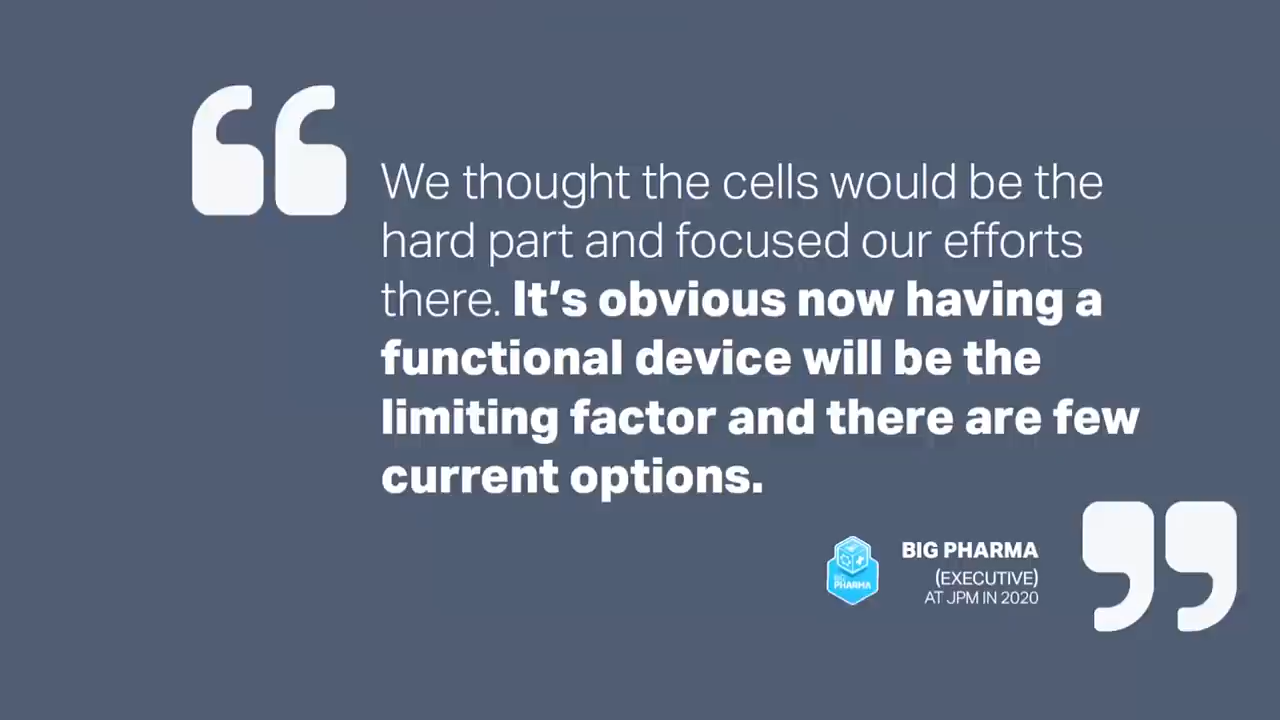 “
We thought the cells would be the
hard part and focused our efforts
there. It’s obvious now having a
functional device will be the
limiting factor and there are few
current options.
”
BIG PHARMA
(EXECUTIVE)
AT JPM IN 2020
BIG
PHARMA